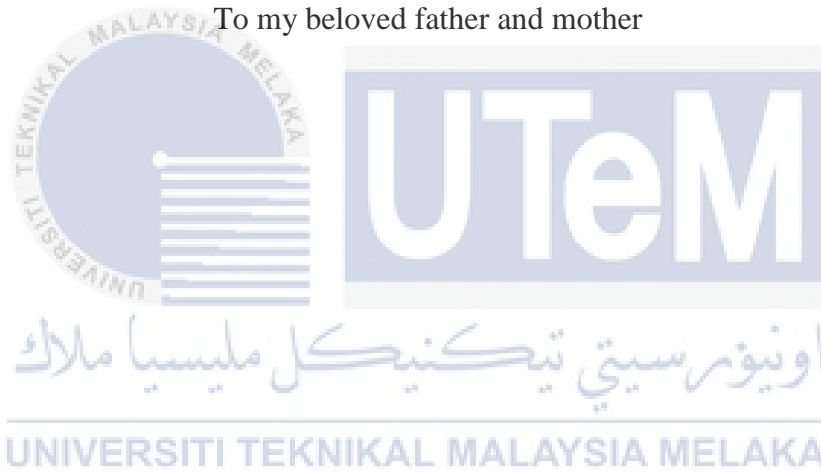 To my beloved father and mother
UNIVERSITI TEKNIKAL MALAYSIA MELAKA
UTeM
اونيۏرسيتي تيكنيكل مليسيا ملاك
UNIVERSITI TEKNIKAL MALAYSIA MELAKA